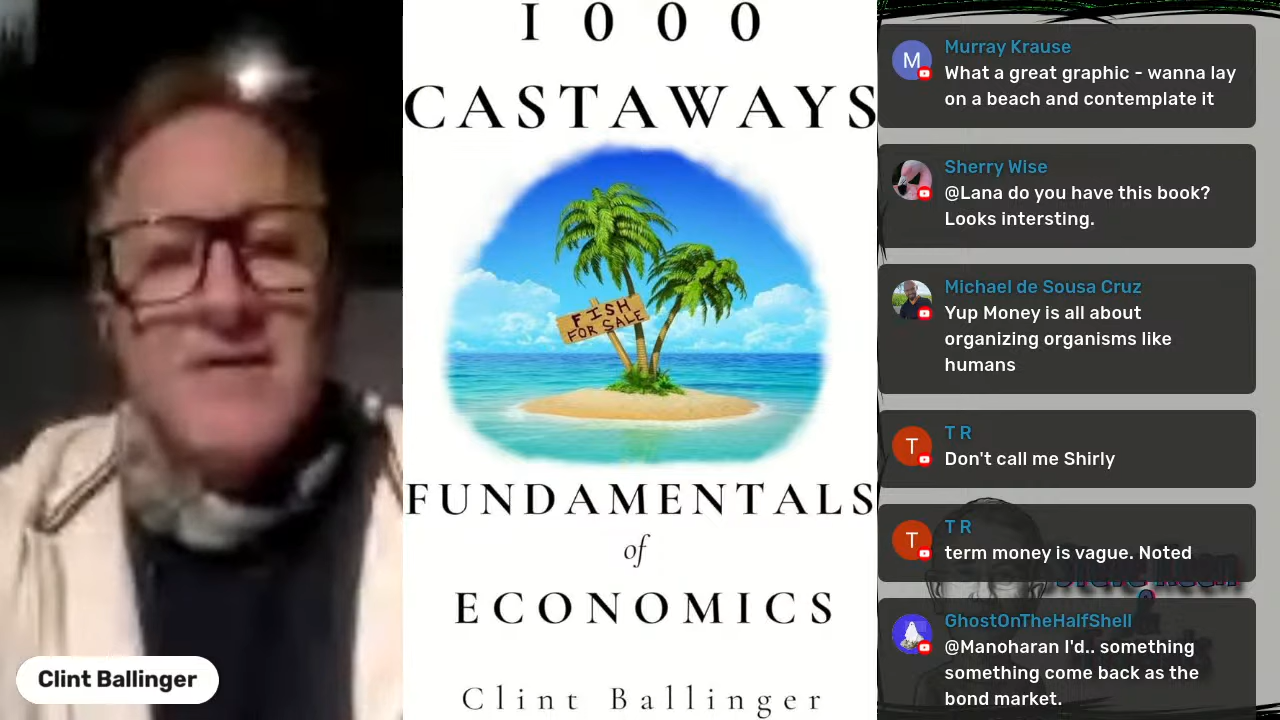 Clint Ballinger
1000
CASTAWAYS
FISH
FOR SALE
FUNDAMENTALS
of
ECONOMICS
Clint Ballinger
M
Murray Krause
What a great graphic - wanna lay
on a beach and contemplate it
Sherry Wise
@Lana do you have this book?
Looks intersting.
Michael de Sousa Cruz
Yup Money is all about
organizing organisms like
humans
T
T R
Don't call me Shirly
T
T R
term money is vague. Noted
GhostOnTheHalfShell
@Manoharan I'd.. something
something come back as the
bond market.